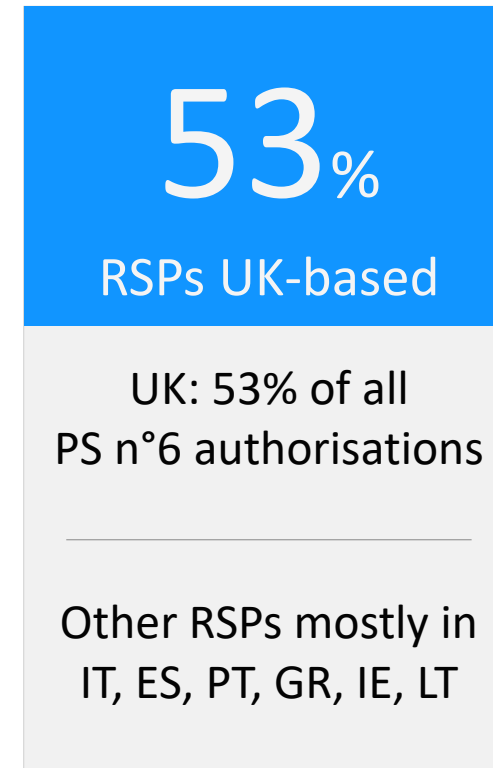 53%
RSPs UK-based
UK: 53% of all
PS n°6 authorisations
Other RSPs mostly in
IT, ES, PT, GR, IE, LT